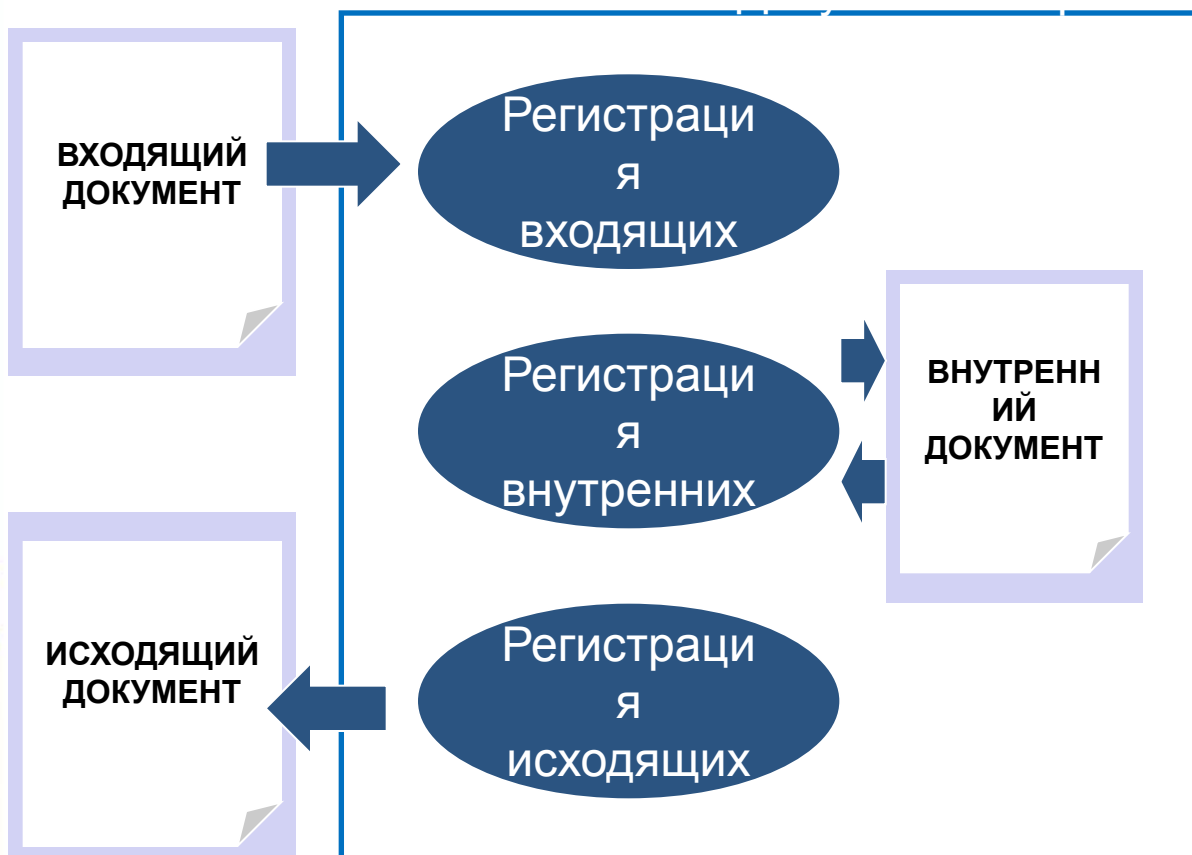 ВХОДЯЩИЙ
ДОКУМЕНТ
Регистраци
я
входящих
Регистраци
я
внутренних
ВНУТРЕНН
ИЙ
ДОКУМЕНТ
ИСХОДЯЩИЙ
ДОКУМЕНТ
Регистраци
я
исходящих